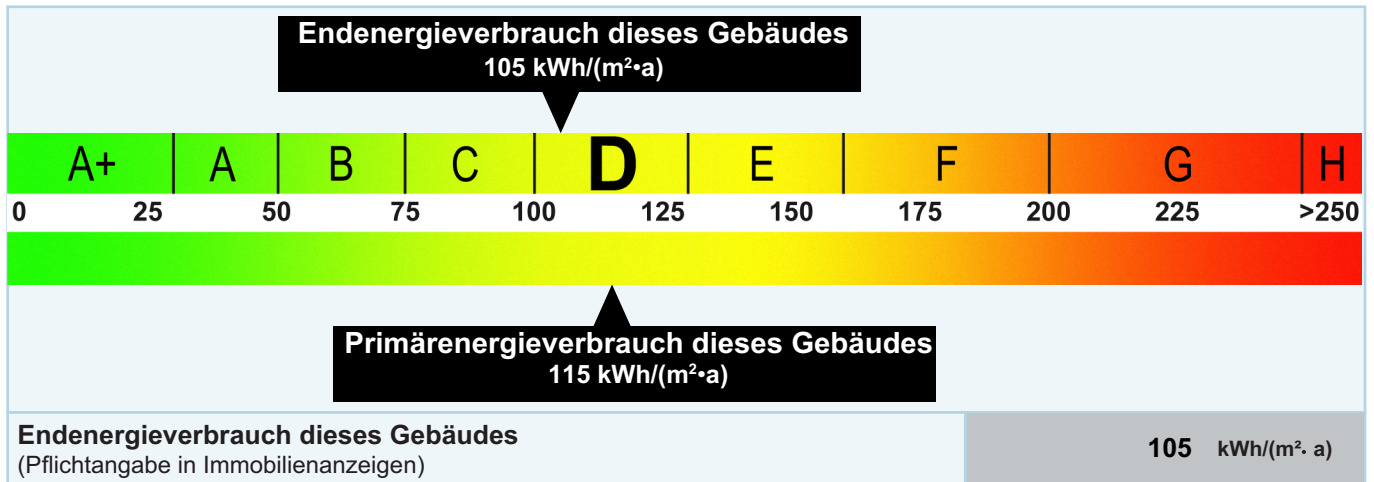 Endenergieverbrauch dieses Gebäudes
105 kWh/(m²•a)
A+ A B C D E F G H
0 25 50 75 100 125 150 175 200 225 >250
Primärenergieverbrauch dieses Gebäudes
115 kWh/(m²•a)
Endenergieverbrauch dieses Gebäudes
(Pflichtangabe in Immobilienanzeigen)
105 kWh/(m²· a)